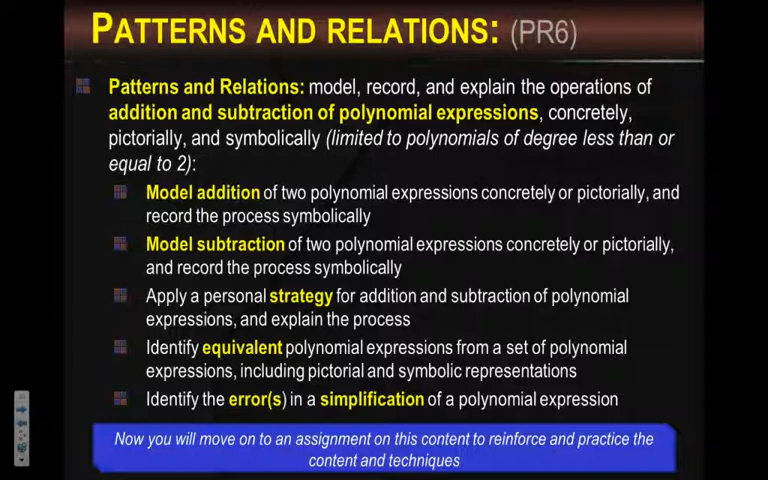 PATTERNS AND RELATIONS: (PR6)
Patterns and Relations: model, record, and explain the operations of
addition and subtraction of polynomial expressions, concretely,
pictorially, and symbolically (limited to polynomials of degree less than or
equal to 2):
Model addition of two polynomial expressions concretely or pictorially, and
record the process symbolically
Model subtraction of two polynomial expressions concretely or pictorially,
and record the process symbolically
Apply a personal strategy for addition and subtraction of polynomial
expressions, and explain the process
Identify equivalent polynomial expressions from a set of polynomial
expressions, including pictorial and symbolic representations
Identify the error(s) in a simplification of a polynomial expression
Now you will move on to an assignment on this content to reinforce and practice the
content and techniques